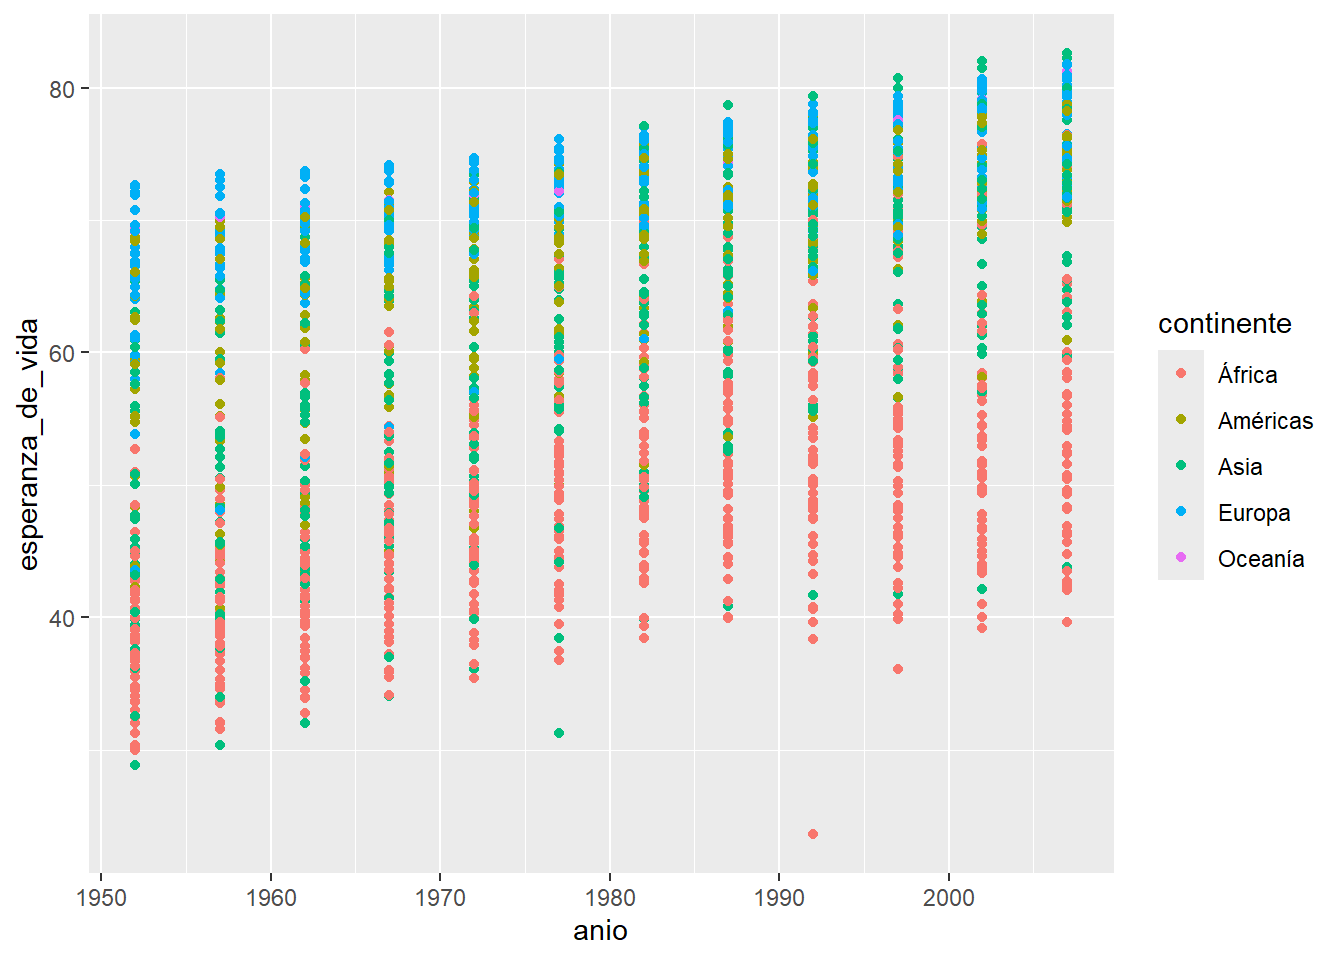 80
60
40
esperanza_de_vida
1950
1960
1970
1980
1990
2000
anio
continente
África
Américas
Asia
Europa
Oceanía